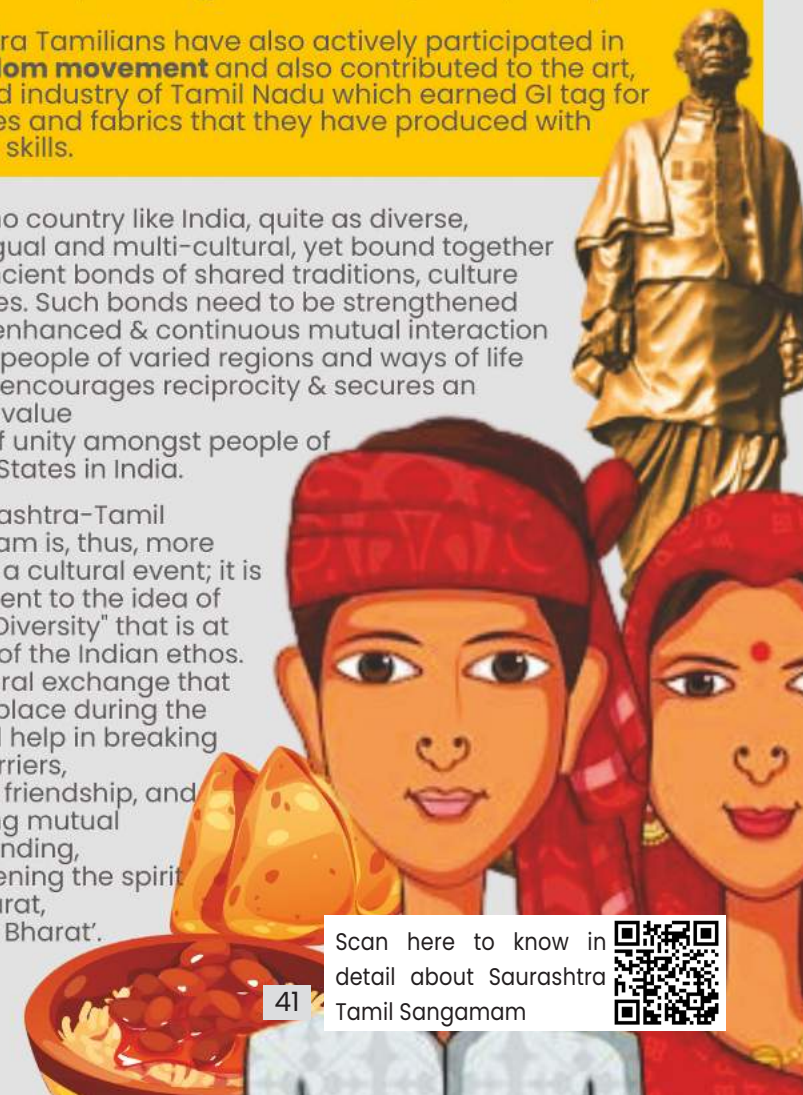 ra Tamilians have also actively participated in
dom movement and also contributed to the art,
d industry of Tamil Nadu which earned GI tag for
es and fabrics that they have produced with
skills.
no country like India, quite as diverse,
gual and multi-cultural, yet bound together
ncient bonds of shared traditions, culture
es. Such bonds need to be strengthened
enhanced & continuous mutual interaction
people of varied regions and ways of life
encourages reciprocity & secures an
value
f unity amongst people of
States in India.
ashtra-Tamil
am is, thus, more
a cultural event; it is
ent to the idea of
Diversity" that is at
of the Indian ethos.
ral exchange that
place during the
l help in breaking
rriers,
friendship, and
ng mutual
nding,
ening the spirit
arat,
Bharat’.
Scan here to know in
detail about Saurashtra
Tamil Sangamam
41